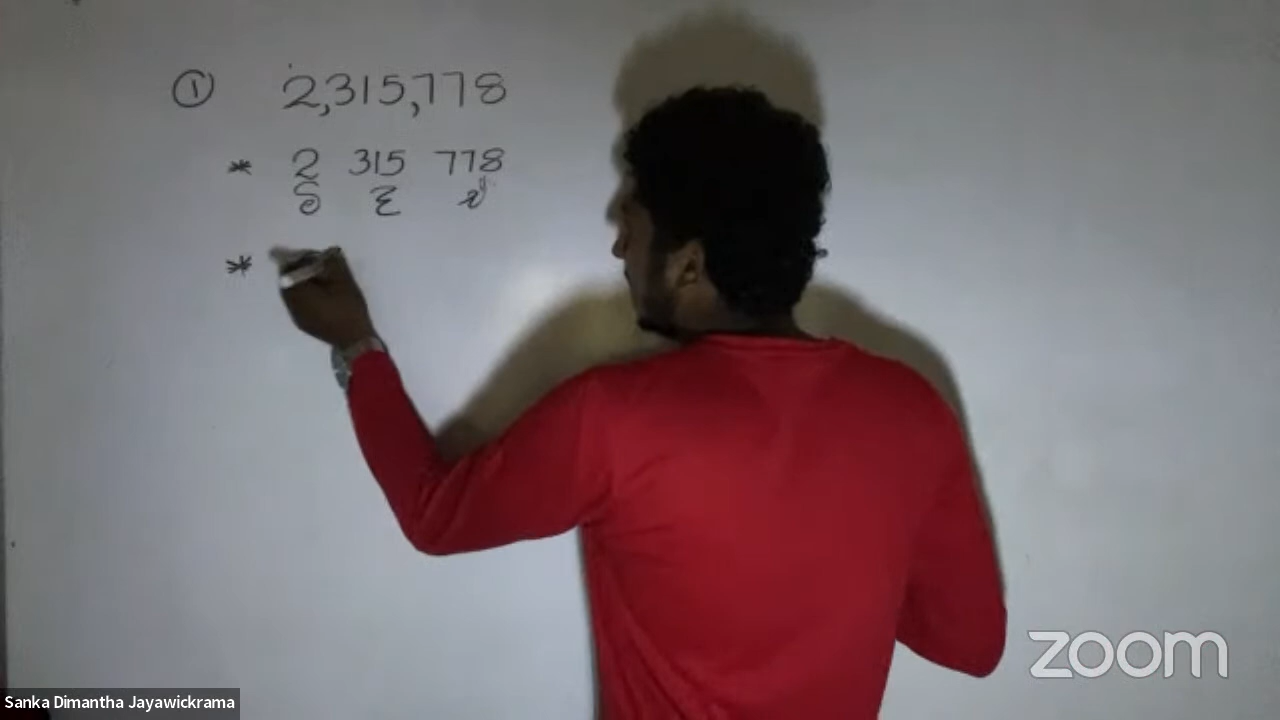 ① 2,315,778
* 2 315 778
*
zoom
Sanka Dimantha Jayawickrama